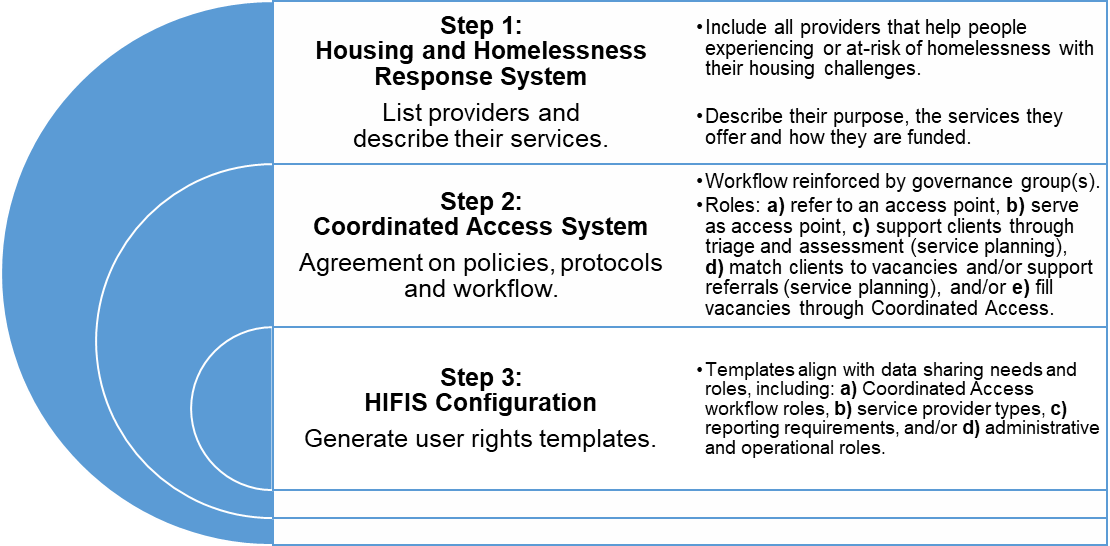 Step 1:
Housing and Homelessness
Response System
List providers and
describe their services.
•Include all providers that help people
experiencing or at-risk of homelessness with
their housing challenges.
•Describe their purpose, the services they
offer and how they are funded.
Step 2:
Coordinated Access System
Agreement on policies, protocols
and workflow.
•Workflow reinforced by governance group(s).
•Roles: a) refer to an access point, b) serve
as access point, c) support clients through
triage and assessment (service planning),
d) match clients to vacancies and/or support
referrals (service planning), and/or e) fill
vacancies through Coordinated Access.
Step 3:
HIFIS Configuration
Generate user rights templates.
•Templates align with data sharing needs and
roles, including: a) Coordinated Access
workflow roles, b) service provider types, c)
reporting requirements, and/or d) administrative
and operational roles.